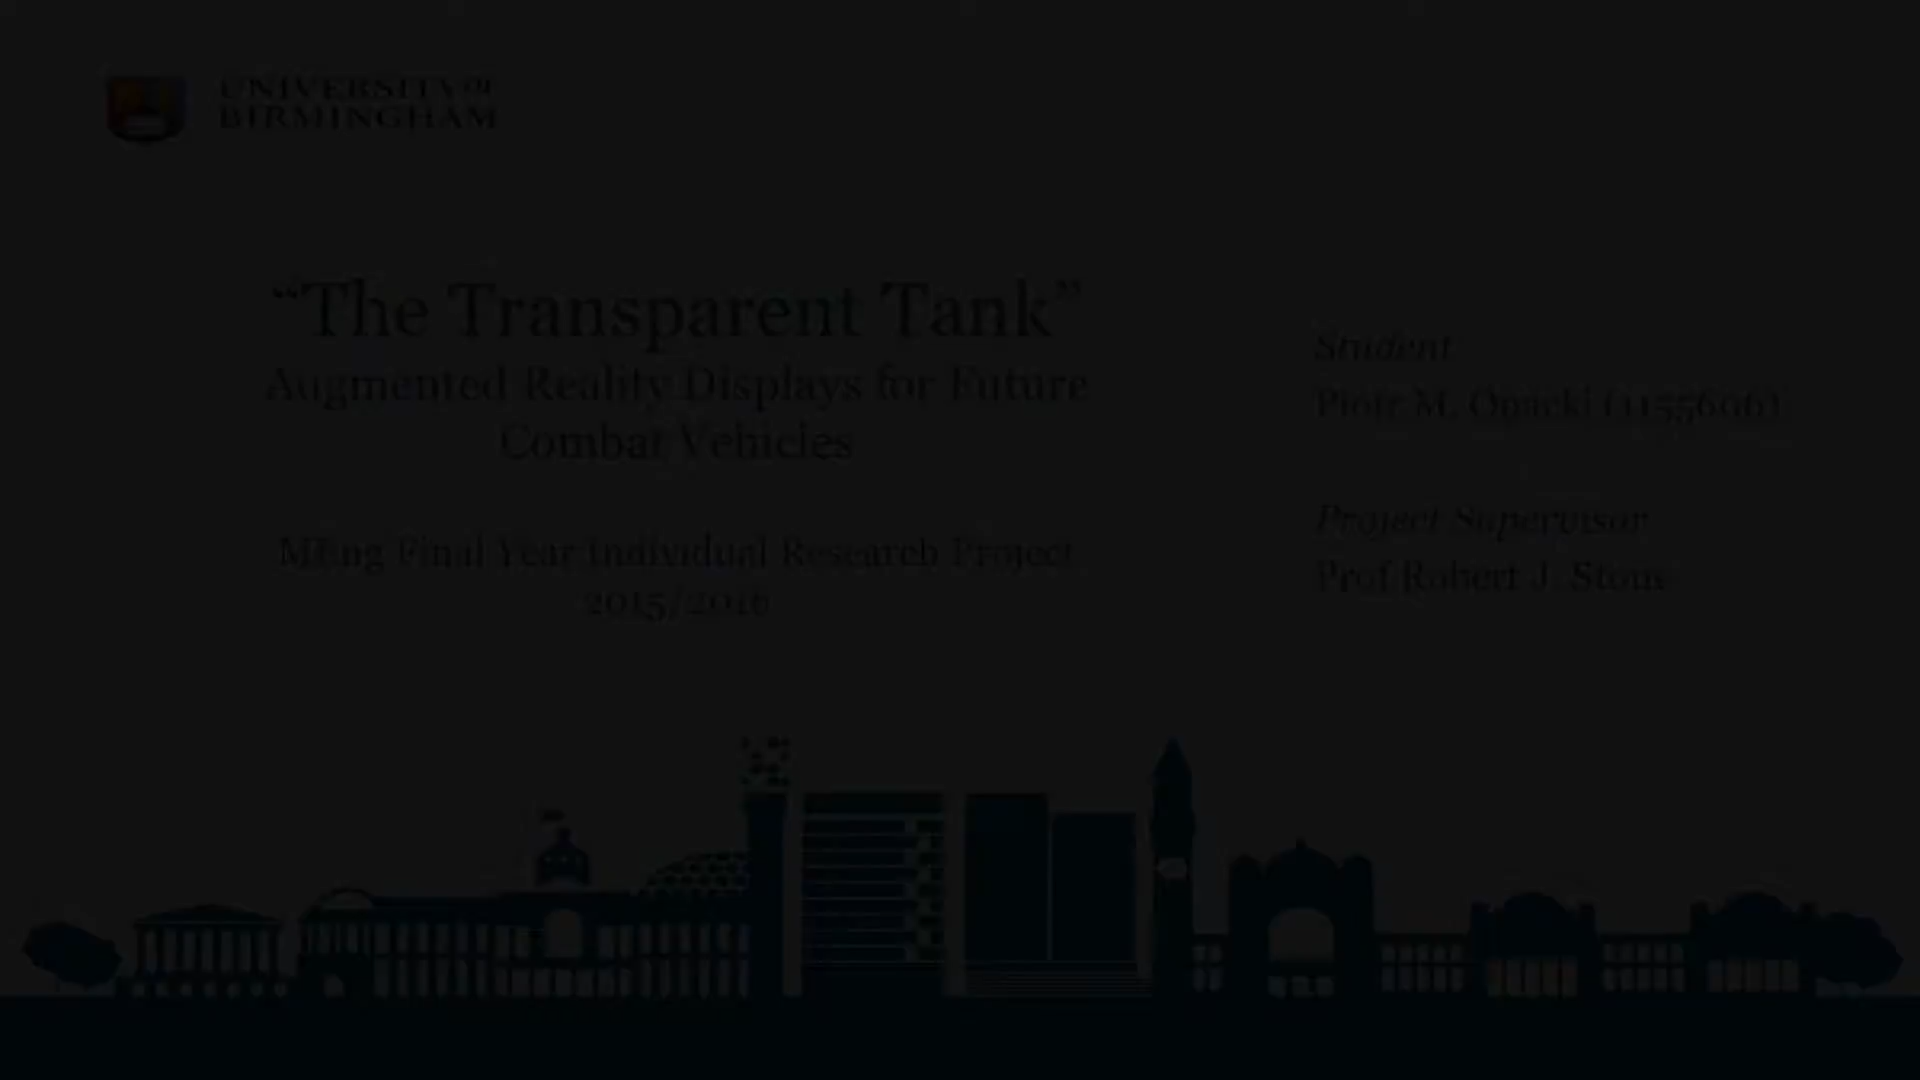 UNIVERSITY OF
BIRMINGHAM
“The Transparent Tank”
Augmented Reality Displays for Future
Combat Vehicles
MEng Final Year Individual Research Project
2015/2016
Student
Piotr M. Opacki (1155606)
Project Supervisor
Prof Robert J. Stone